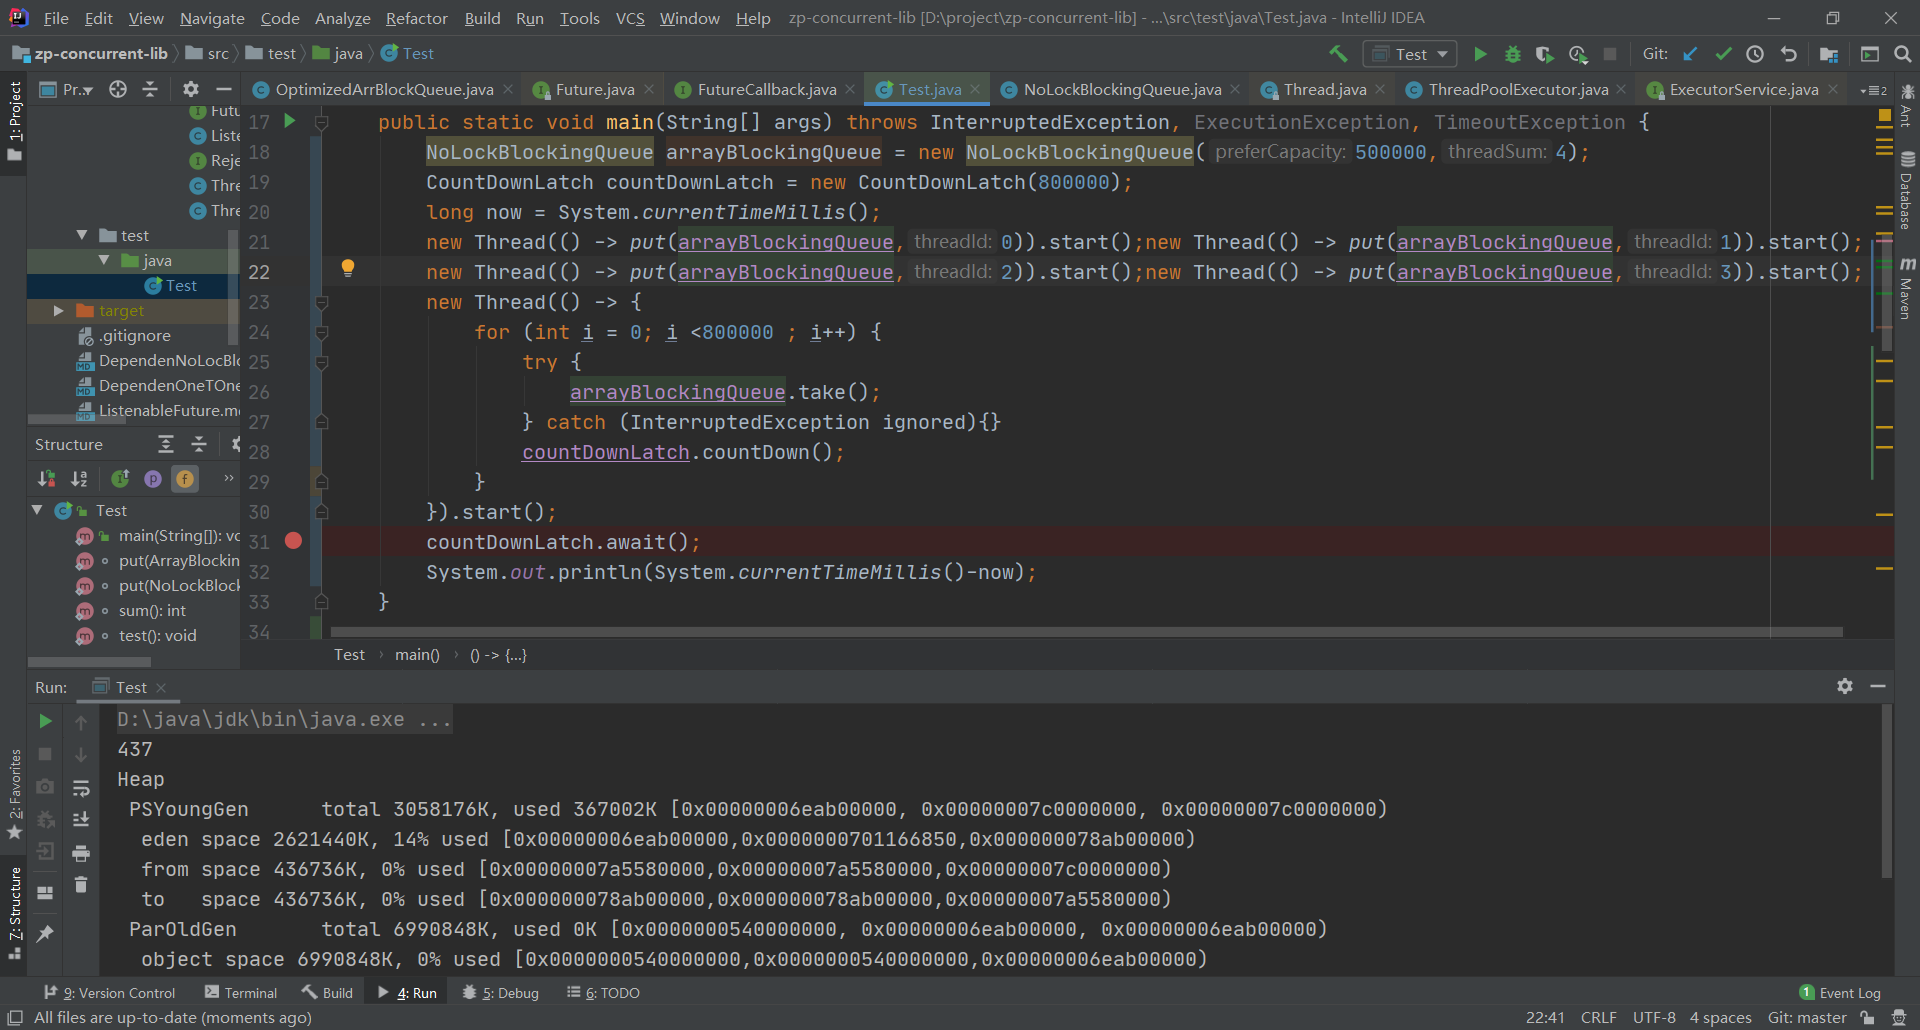 File Edit View Navigate Code Analyze Refactor Build Run Tools VCS Window Help zp-concurrent-lib [D:\project\zp-concurrent-lib] - ...\src\test\java\Test.java - IntelliJ IDEA
zp-concurrent-lib src test java Test Test Git:
1: Project Pr... OptimizedArrBlockQueue.java Future.java FutureCallback.java Test.java NoLockBlockingQueue.java Thread.java ThreadPoolExecutor.java ExecutorService.java 2
Futu
Liste
Reje
Thre
Thre
test
java
Test
target
.gitignore
DependenNoLocBlo
DependenOneTOne
ListenableFuture.m
17 public static void main(String[] args) throws InterruptedException, ExecutionException, TimeoutException {
18 NoLockBlockingQueue arrayBlockingQueue = new NoLockBlockingQueue( preferCapacity: 500000, threadSum: 4);
19 CountDownLatch countDownLatch = new CountDownLatch(800000);
20 long now = System.currentTimeMillis();
21 new Thread(() -> put(arrayBlockingQueue, threadId: 0)).start();new Thread(() -> put(arrayBlockingQueue, threadId: 1)).start();
22 new Thread(() -> put(arrayBlockingQueue, threadId: 2)).start();new Thread(() -> put(arrayBlockingQueue, threadId: 3)).start();
23 new Thread(() -> {
24 for (int i = 0; i <800000 ; i++) {
25 try {
26 arrayBlockingQueue.take();
27 } catch (InterruptedException ignored){}
28 countDownLatch.countDown();
29 }
30 }).start();
31 countDownLatch.await();
32 System.out.println(System.currentTimeMillis()-now);
33 }
34
Ant
Database
Maven
Structure
Test
main(String[]): vo
put(ArrayBlockin
put(NoLockBlock
sum(): int
test(): void
Test main() () -> {...}
Run: Test
D:\java\jdk\bin\java.exe ...
437
Heap
PSYoungGen total 3058176K, used 367002K [0x00000006eab00000, 0x00000007c0000000, 0x00000007c0000000)
eden space 2621440K, 14% used [0x00000006eab00000,0x0000000701166850,0x000000078ab00000)
from space 436736K, 0% used [0x00000007a5580000,0x00000007a5580000,0x00000007c0000000)
to space 436736K, 0% used [0x000000078ab00000,0x000000078ab00000,0x00000007a5580000)
ParOldGen total 6990848K, used 0K [0x0000000540000000, 0x00000006eab00000, 0x00000006eab00000)
object space 6990848K, 0% used [0x0000000540000000,0x0000000540000000,0x00000006eab00000)
2: Favorites
7: Structure
9: Version Control Terminal Build 4: Run 5: Debug 6: TODO 1 Event Log
All files are up-to-date (moments ago) 22:41 CRLF UTF-8 4 spaces Git: master